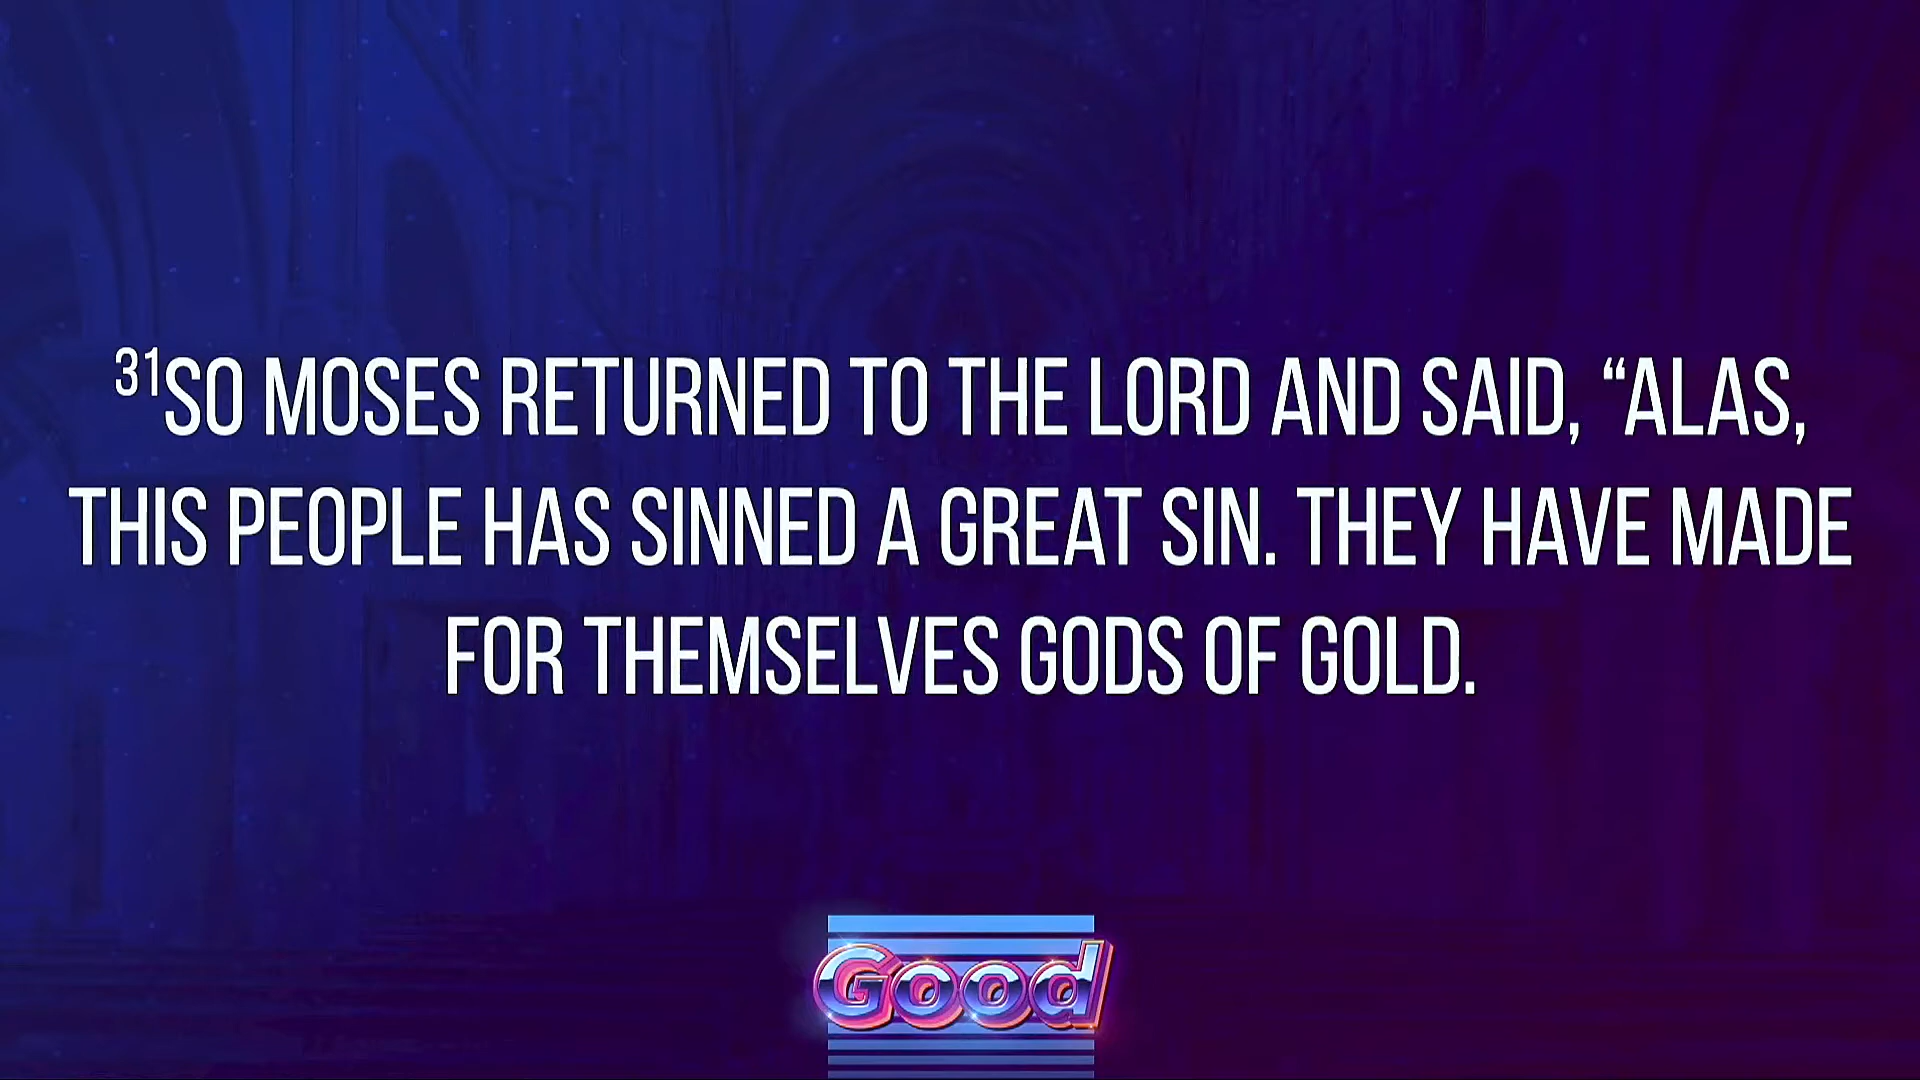 ³¹SO MOSES RETURNED TO THE LORD AND SAID, “ALAS,
THIS PEOPLE HAS SINNED A GREAT SIN. THEY HAVE MADE
FOR THEMSELVES GODS OF GOLD.
Good